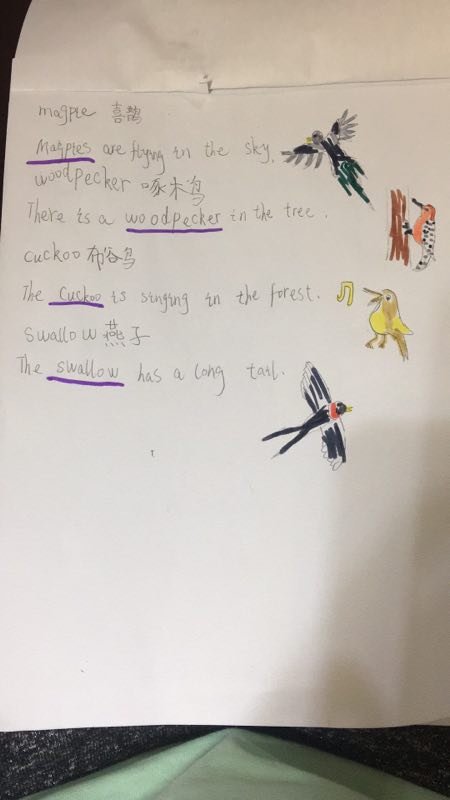 magpie 喜鹊
Magpies are flying in the sky.
woodpecker 啄木鸟
There is a woodpecker in the tree.
cuckoo 布谷鸟
The cuckoo is singing in the forest.
swallow 燕子
The swallow has a long tail.